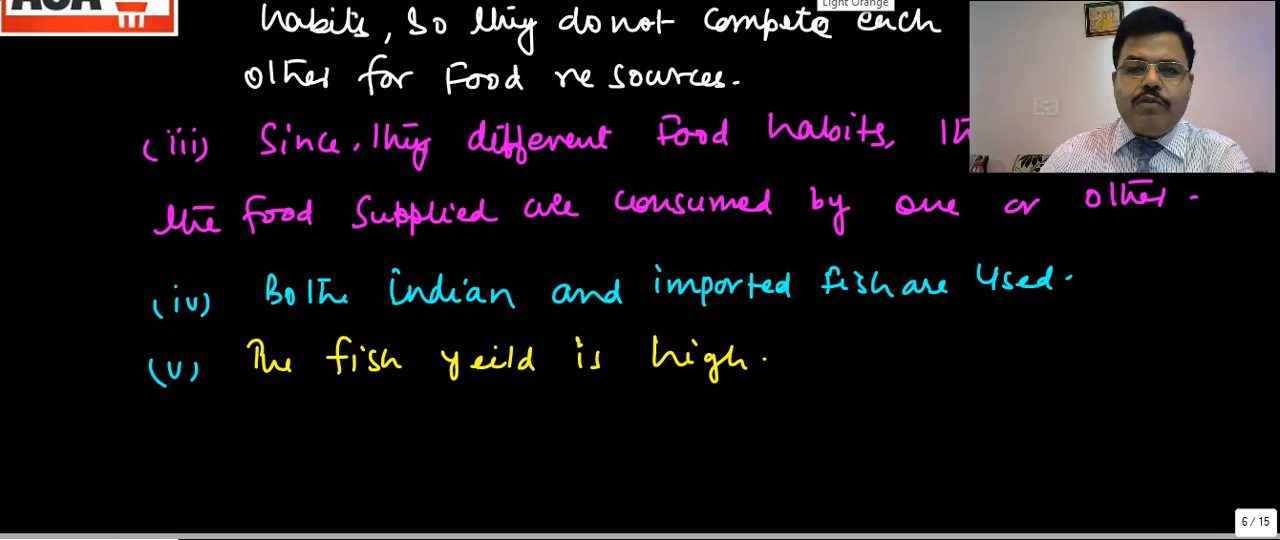 Light Orange
habits, so they do not compete each
other for Food resources.
(iii) Since, they different Food habits,
the food supplied are consumed by one or other.
(iv) Both Indian and imported fish are used.
(v) The fish yeild is high.
6 / 15